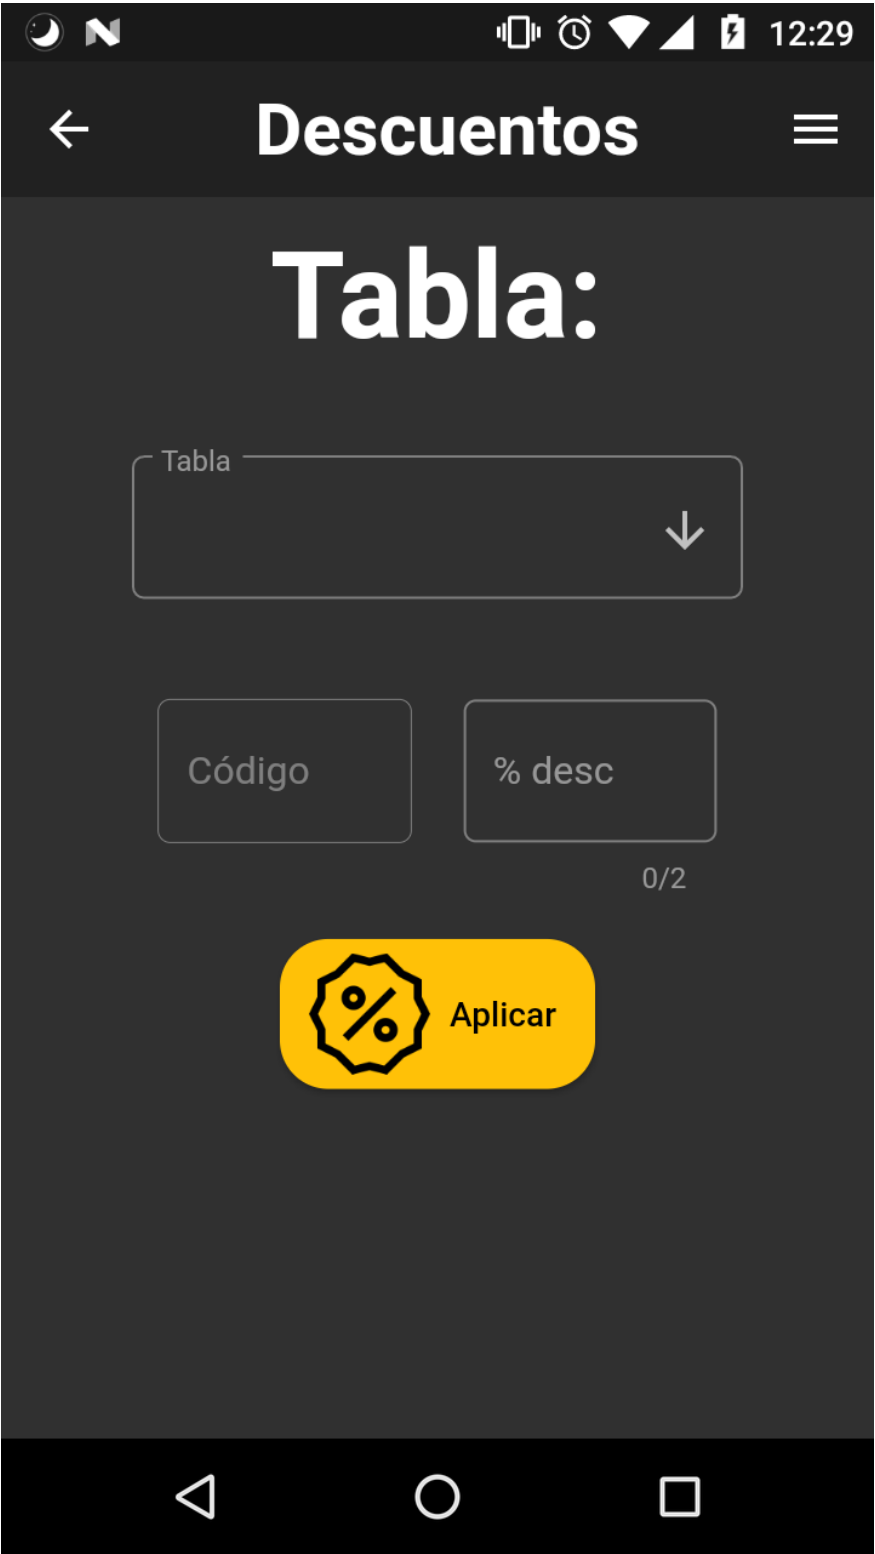 12:29
Descuentos
Tabla:
Tabla
Código
% desc
0/2
% Aplicar